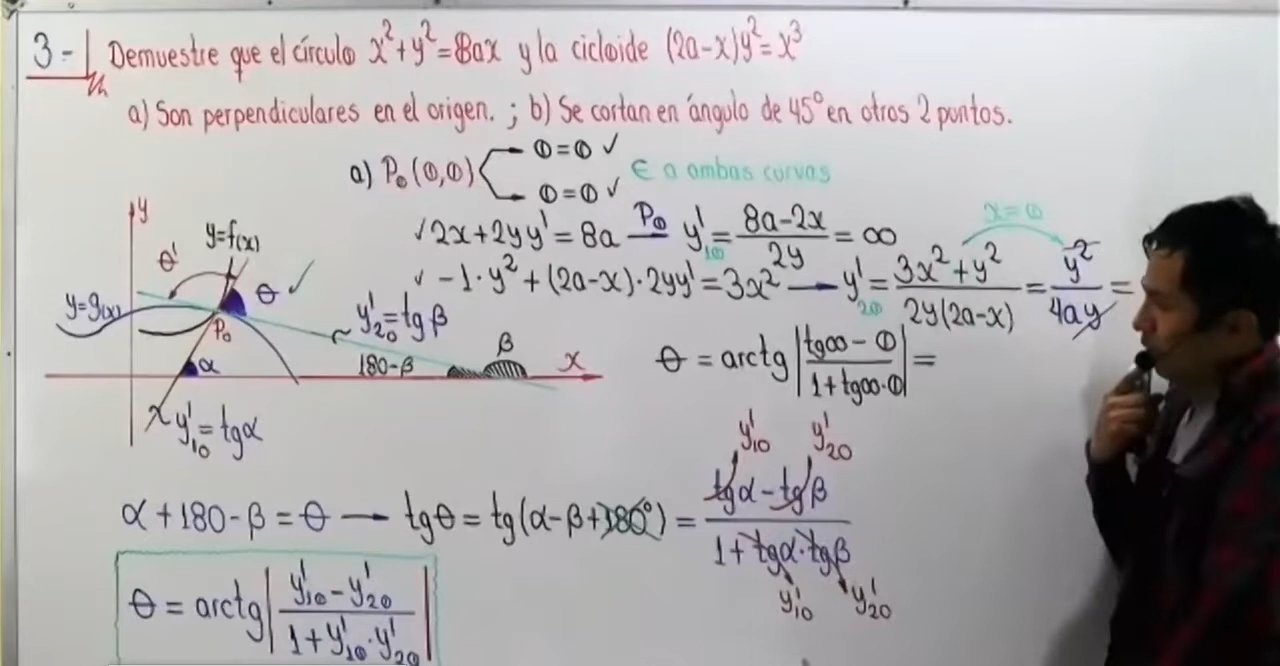 3-| Demuestre que el círculo x²+y²=8ax y la cicloide (2a-x)y²=x³
a) Son perpendiculares en el origen. ; b) Se cortan en ángulo de 45° en otros 2 puntos.
a) P₀(0,0)
0=0 ✓
0=0 ✓
∈ a ambas curvas
✓ 2x+2yy'=8a P₀→ y'₁₀ = (8a-2x)/2y = ∞
x=0
✓ -1·y²+(2a-x)·2yy'=3x² → y'₂₀ = (3x²+y²)/(2y(2a-x)) = y²/4ay =
θ = arctg|(tg∞-0)/(1+tg∞·0)| =
y
y=f(x)
θ'
θ ✓
y=g(x)
P₀
y'₂₀=tgβ
α
180-β
β
x
y'₁₀=tgα
y'₁₀ y'₂₀
α+180-β=θ → tgθ=tg(α-β+180°) = (tgα-tgβ)/(1+tgα·tgβ)
y'₁₀ y'₂₀
θ = arctg|(y'₁₀-y'₂₀)/(1+y'₁₀·y'₂₀)|